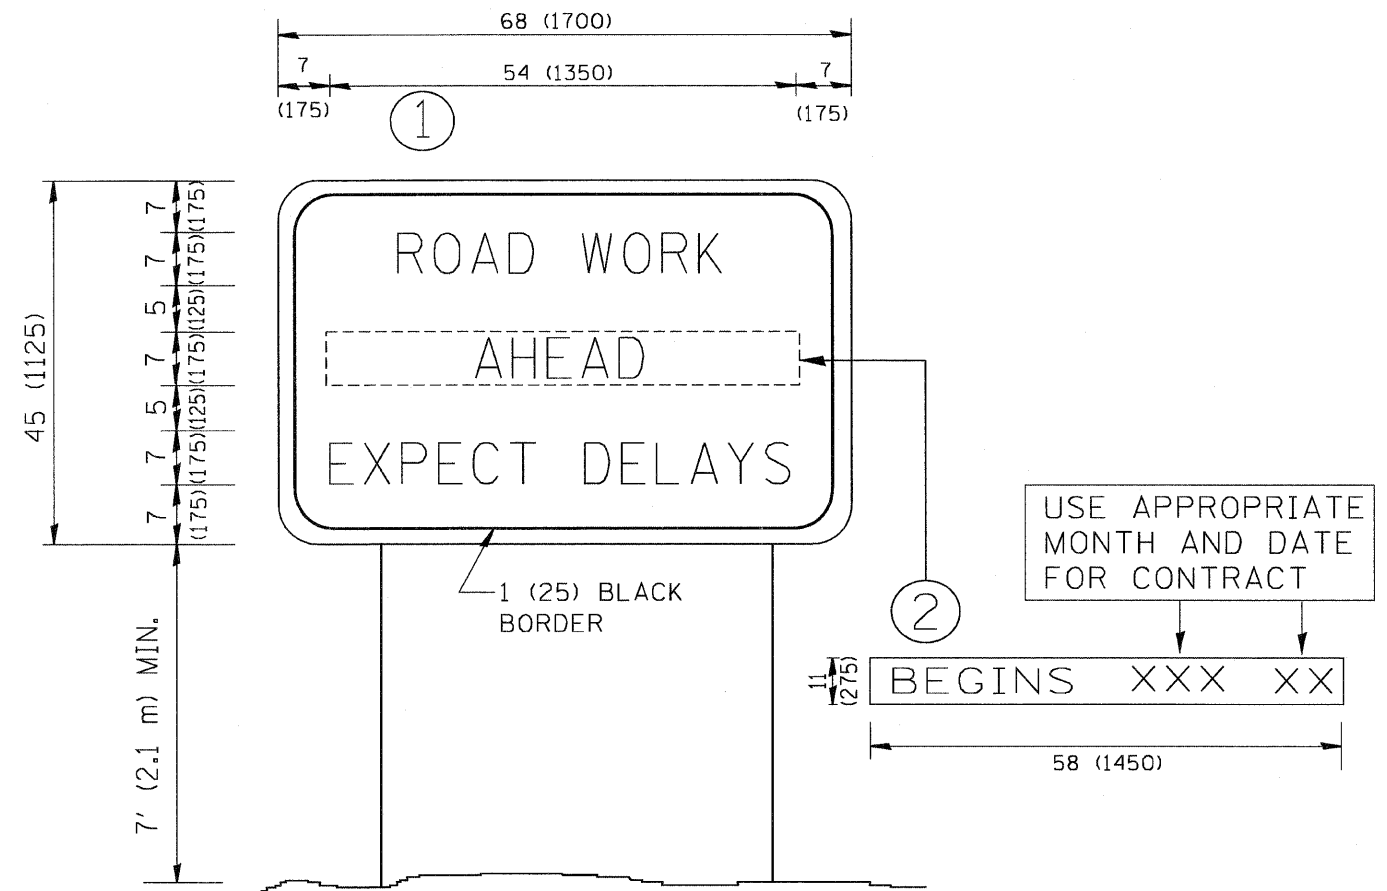 68 (1700)
7
54 (1350)
7
(175)
(175)
1
45 (1125)
7
(175)
7
(175)
5
(125)
7
(175)
5
(125)
7
(175)
7
(175)
ROAD WORK
AHEAD
EXPECT DELAYS
1 (25) BLACK
BORDER
7' (2.1 m) MIN.
USE APPROPRIATE
MONTH AND DATE
FOR CONTRACT
2
11
(275)
BEGINS XXX XX
58 (1450)